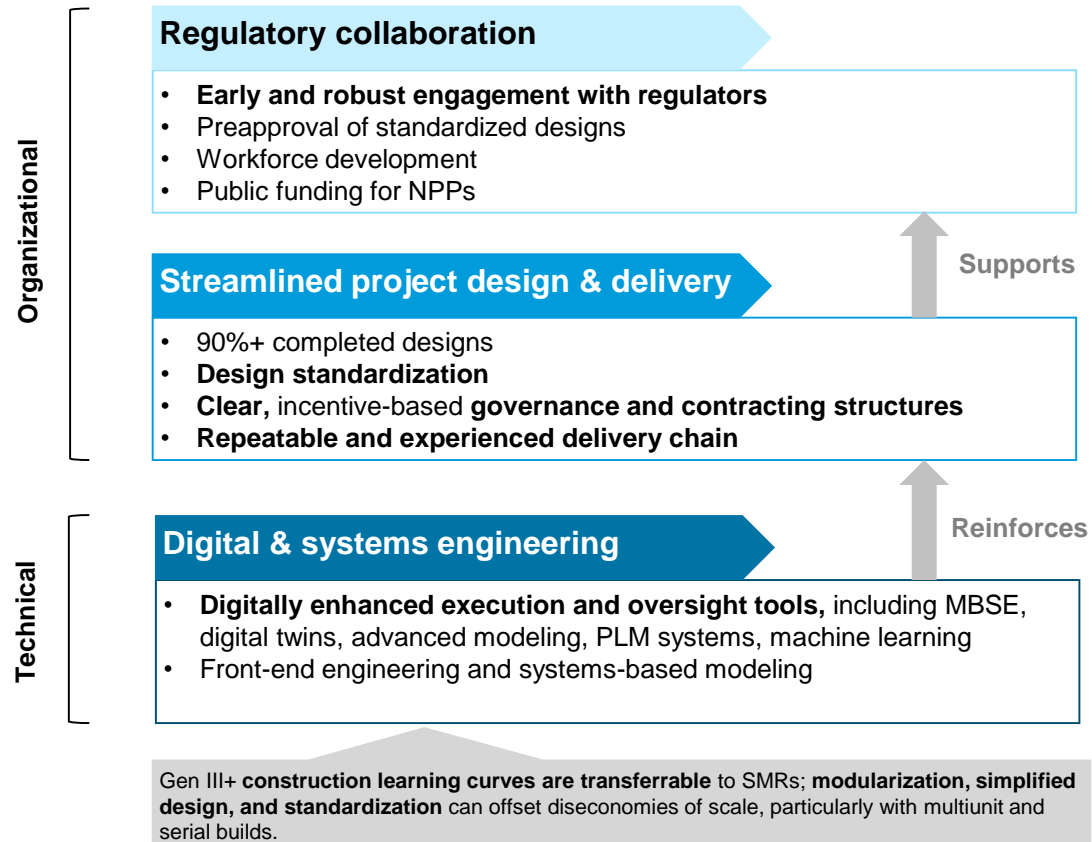 Organizational
Regulatory collaboration
• Early and robust engagement with regulators
• Preapproval of standardized designs
• Workforce development
• Public funding for NPPs
Supports
Streamlined project design & delivery
• 90%+ completed designs
• Design standardization
• Clear, incentive-based governance and contracting structures
• Repeatable and experienced delivery chain
Reinforces
Technical
Digital & systems engineering
• Digitally enhanced execution and oversight tools, including MBSE,
digital twins, advanced modeling, PLM systems, machine learning
• Front-end engineering and systems-based modeling
Gen III+ construction learning curves are transferrable to SMRs; modularization, simplified
design, and standardization can offset diseconomies of scale, particularly with multiunit and
serial builds.